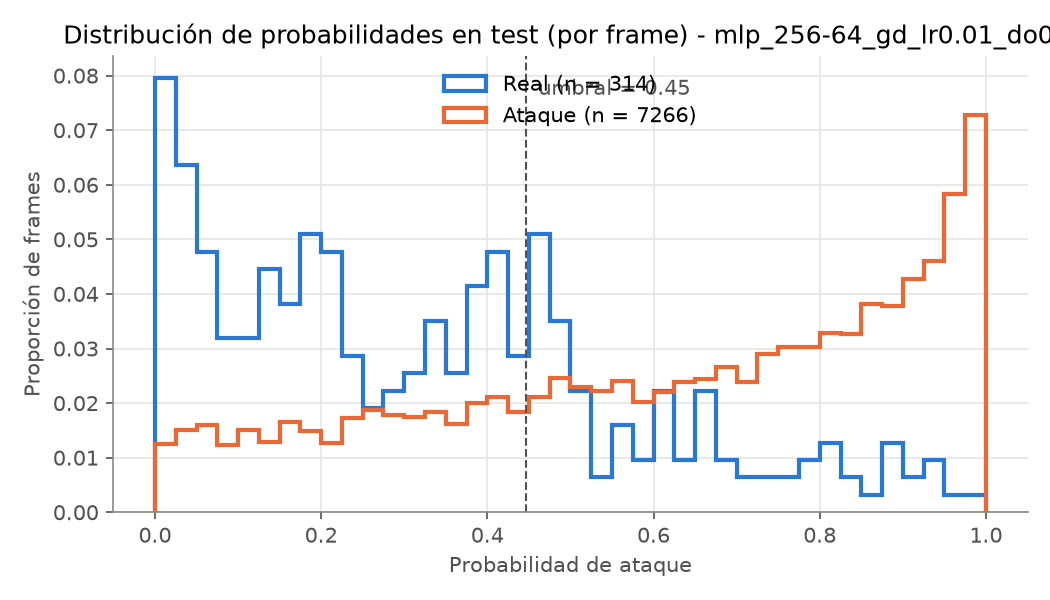 Distribución de probabilidades en test (por frame) - mlp_256-64_gd_lr0.01_do0
Real (n = 314)
umbral = 0.45
Ataque (n = 7266)
Proporción de frames
0.08
0.07
0.06
0.05
0.04
0.03
0.02
0.01
0.00
0.0 0.2 0.4 0.6 0.8 1.0
Probabilidad de ataque